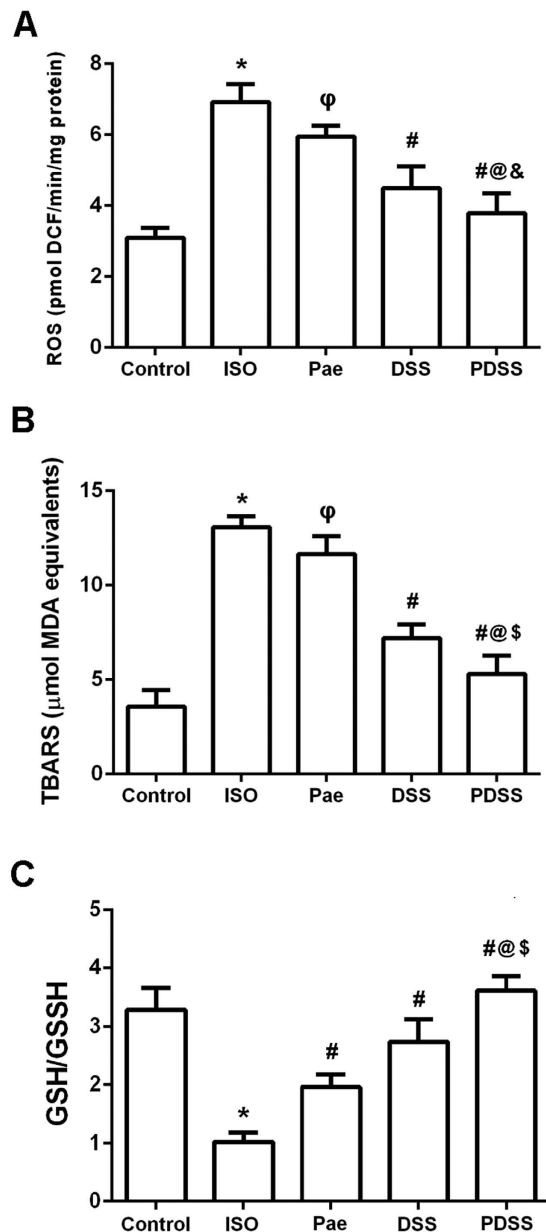 A
ROS (pmol DCF/min/mg protein)
8
6
4
2
0
*
φ
#
#@&
Control ISO Pae DSS PDSS
B
TBARS (μmol MDA equivalents)
15
10
5
0
*
φ
#
#@$
Control ISO Pae DSS PDSS
C
GSH/GSSH
5
4
3
2
1
0
*
#
#
#@$
Control ISO Pae DSS PDSS